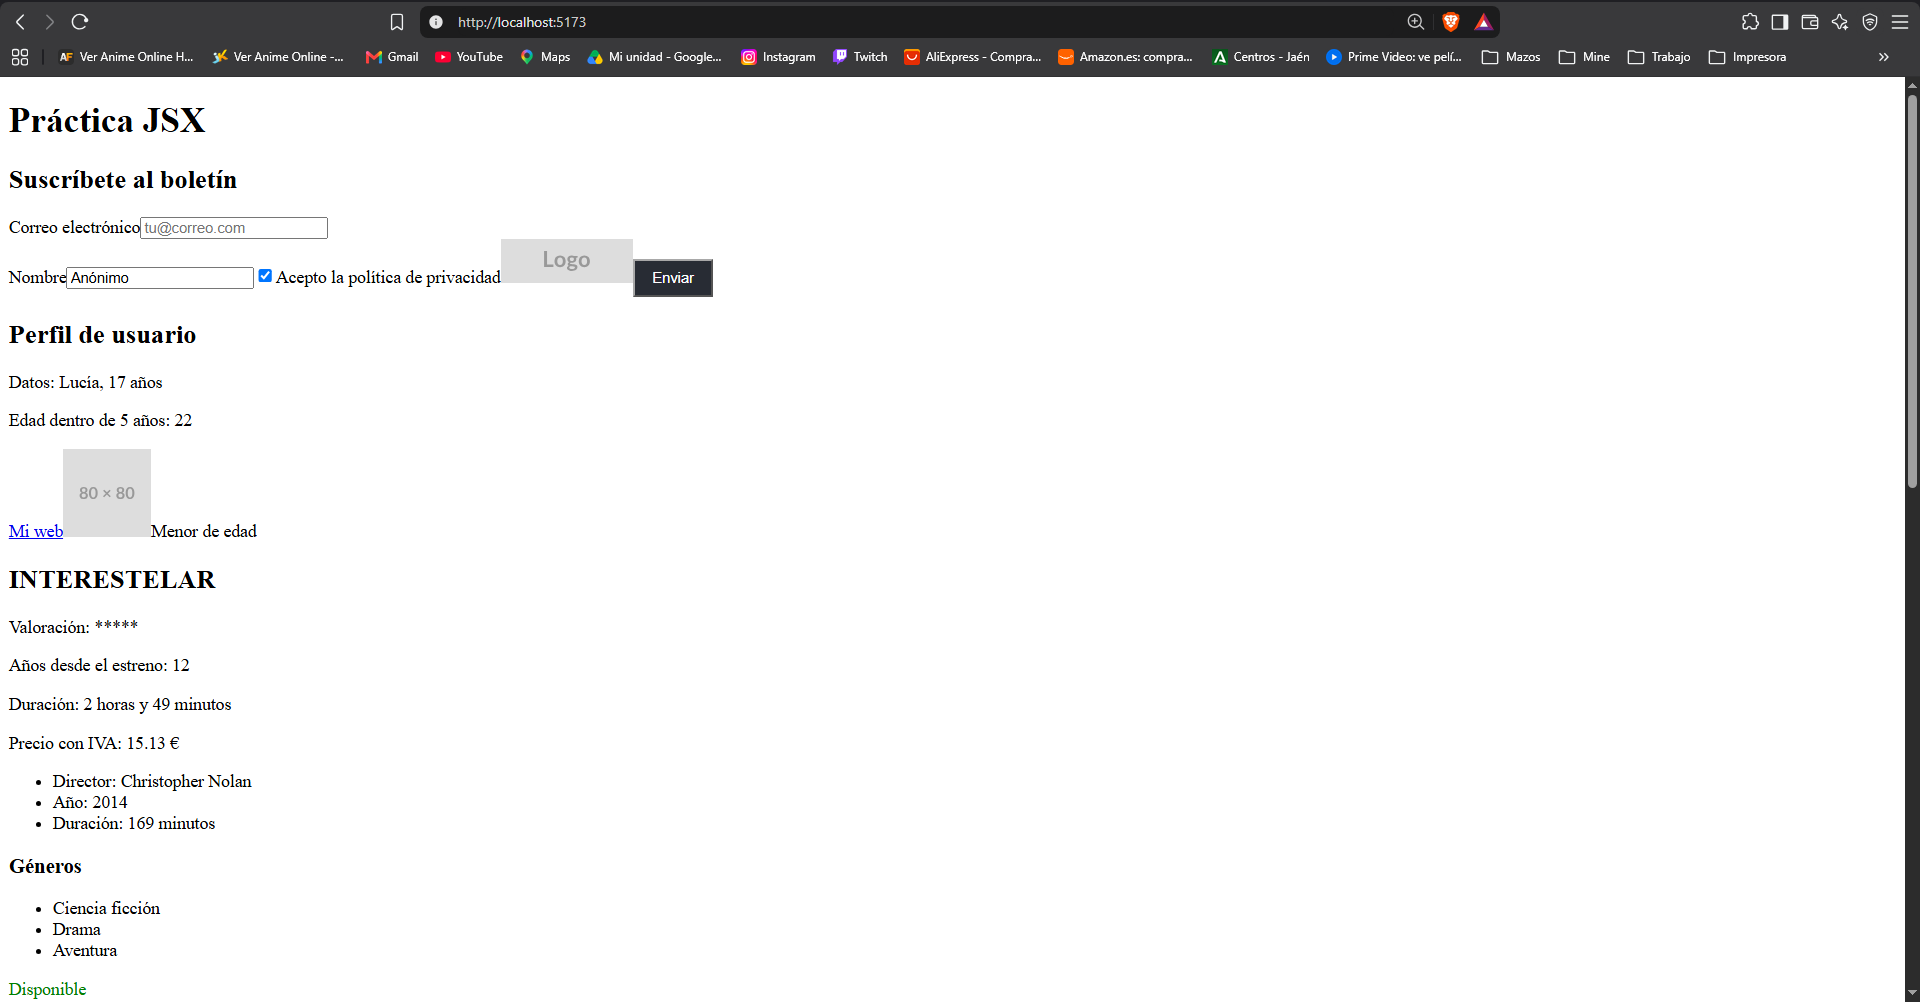 http://localhost:5173
Ver Anime Online H... Ver Anime Online -... Gmail YouTube Maps Mi unidad - Google... Instagram Twitch AliExpress - Compra... Amazon.es: compra... Centros - Jaén Prime Video: ve pelí... Mazos Mine Trabajo Impresora
Práctica JSX
Suscríbete al boletín
Correo electrónico tu@correo.com
Nombre Anónimo Acepto la política de privacidad Logo Enviar
Perfil de usuario
Datos: Lucía, 17 años
Edad dentro de 5 años: 22
80 × 80
Mi web Menor de edad
INTERESTELAR
Valoración: *****
Años desde el estreno: 12
Duración: 2 horas y 49 minutos
Precio con IVA: 15.13 €
• Director: Christopher Nolan
• Año: 2014
• Duración: 169 minutos
Géneros
• Ciencia ficción
• Drama
• Aventura
Disponible